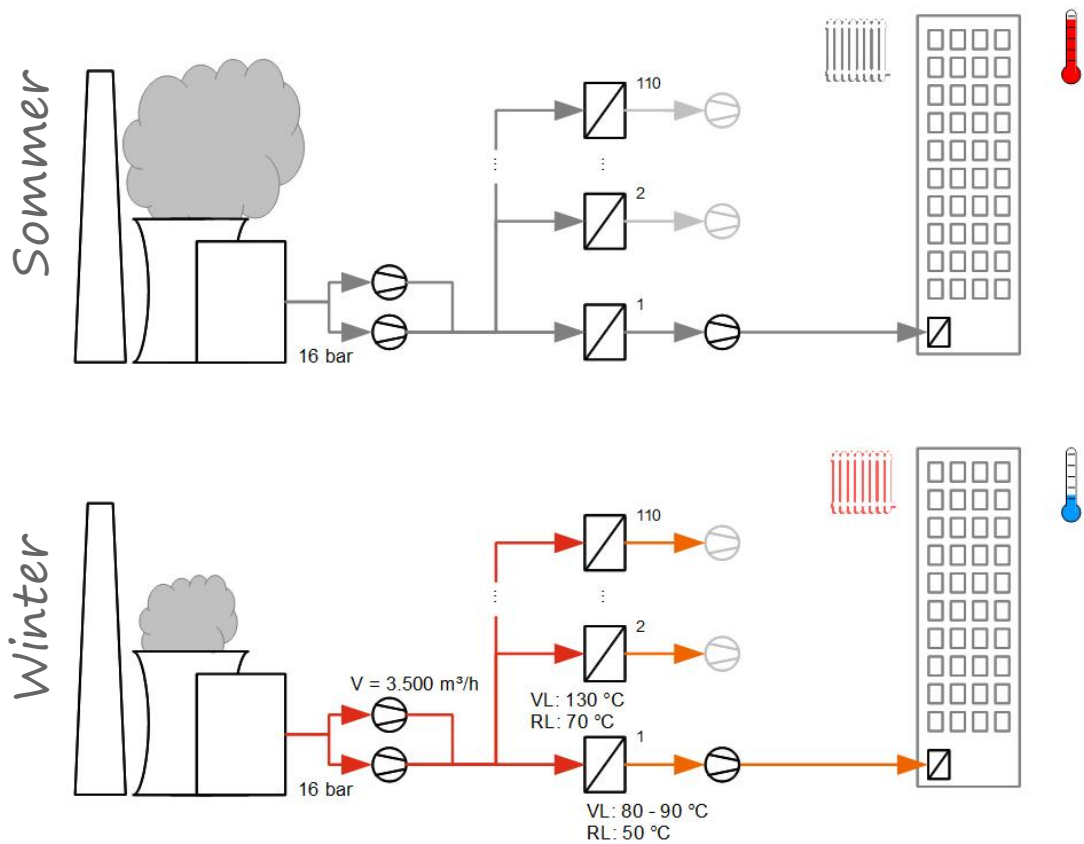 Sommer
110
⋮
⋮
2
1
16 bar
Winter
110
⋮
⋮
2
V = 3.500 m³/h
VL: 130 °C
RL: 70 °C
1
16 bar
VL: 80 - 90 °C
RL: 50 °C